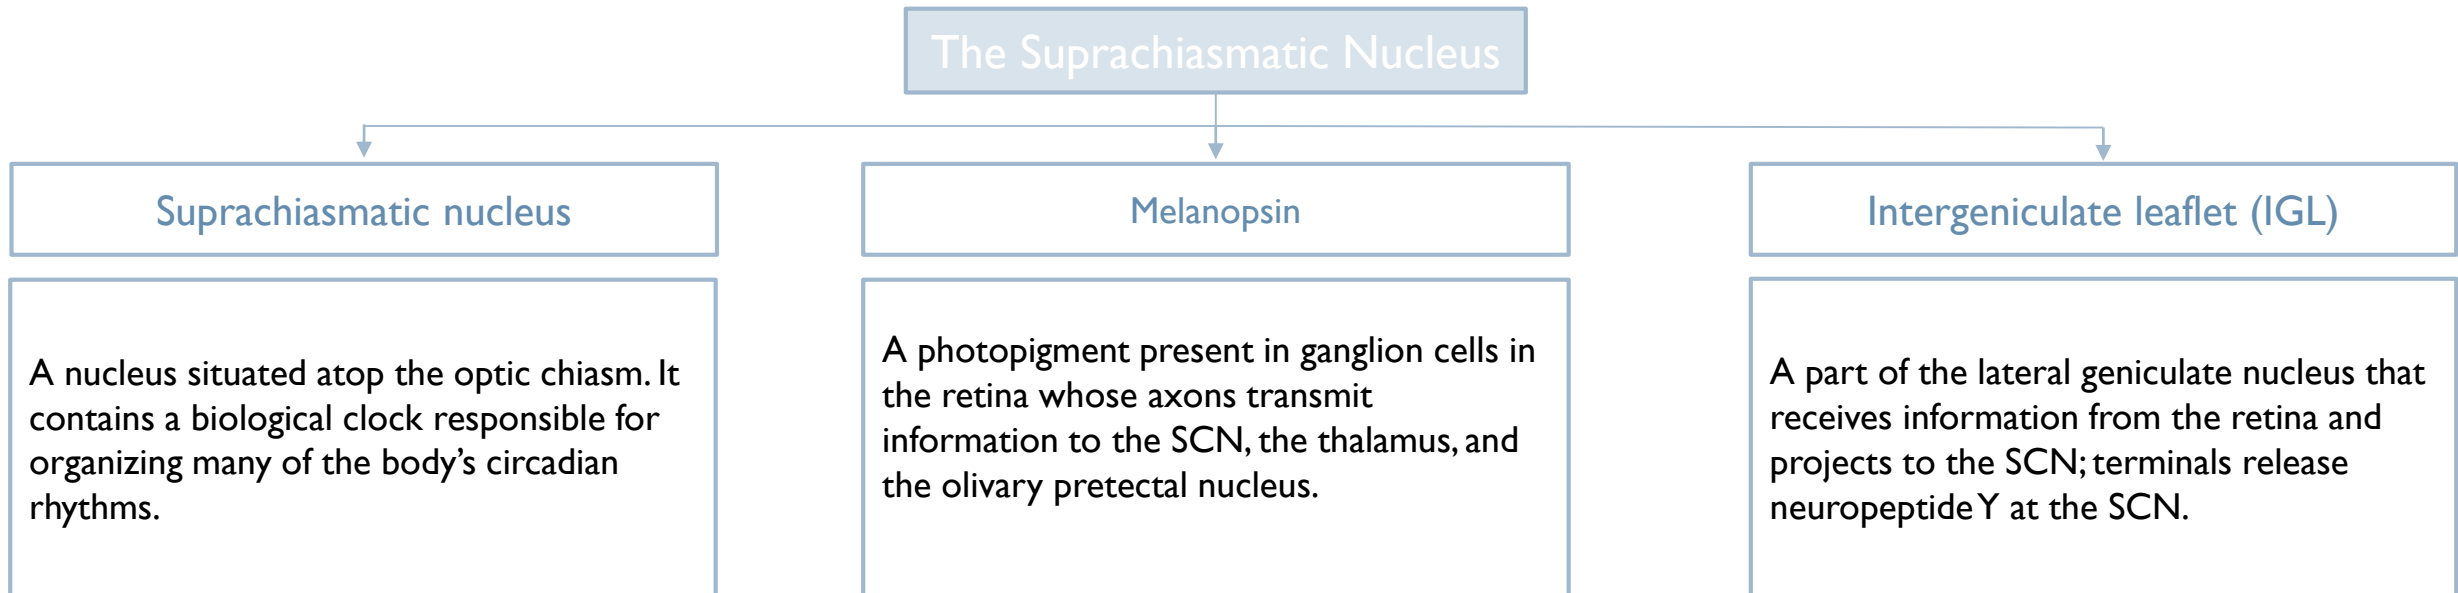 The Suprachiasmatic Nucleus
Suprachiasmatic nucleus
Melanopsin
Intergeniculate leaflet (IGL)
A nucleus situated atop the optic chiasm. It
contains a biological clock responsible for
organizing many of the body’s circadian
rhythms.
A photopigment present in ganglion cells in
the retina whose axons transmit
information to the SCN, the thalamus, and
the olivary pretectal nucleus.
A part of the lateral geniculate nucleus that
receives information from the retina and
projects to the SCN; terminals release
neuropeptide Y at the SCN.